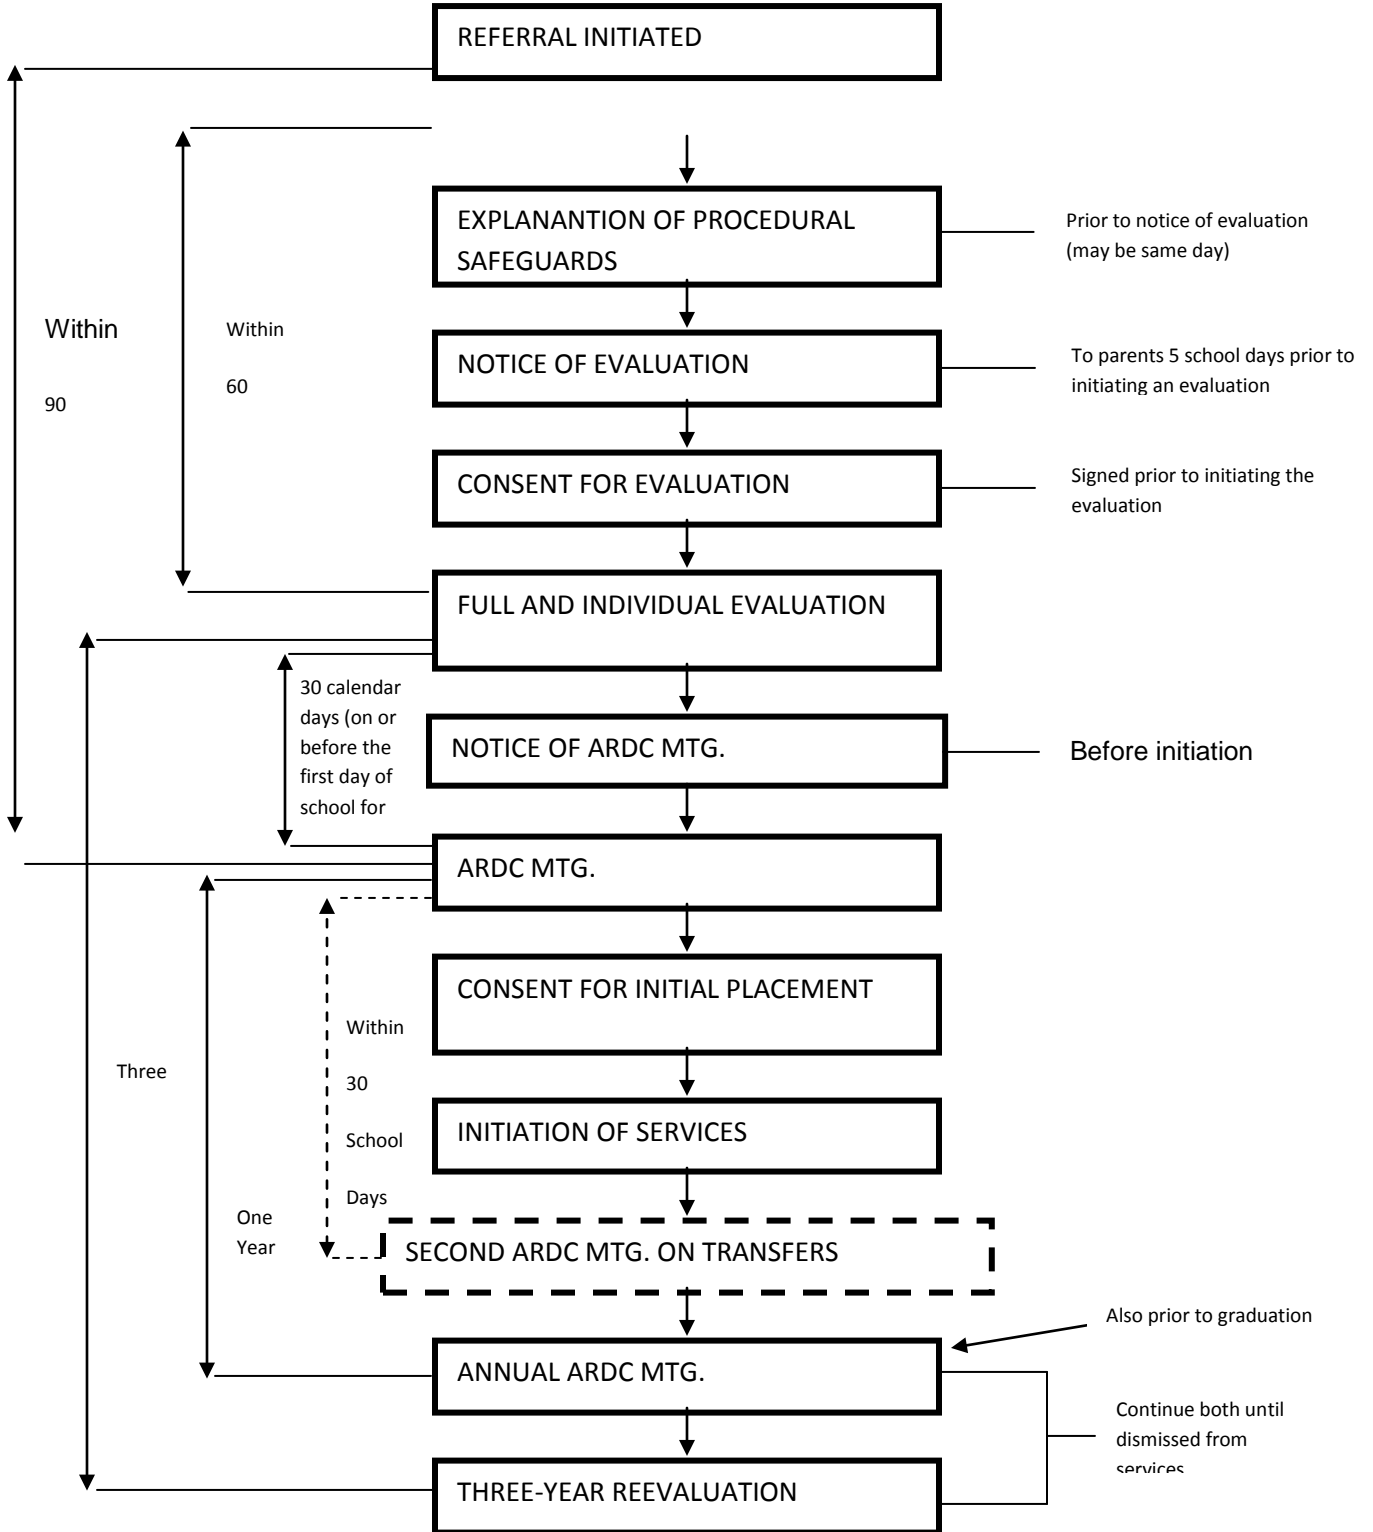 REFERRAL INITIATED
EXPLANANTION OF PROCEDURAL
SAFEGUARDS
Prior to notice of evaluation
(may be same day)
Within
90
Within
60
NOTICE OF EVALUATION
To parents 5 school days prior to
initiating an evaluation
CONSENT FOR EVALUATION
Signed prior to initiating the
evaluation
FULL AND INDIVIDUAL EVALUATION
30 calendar
days (on or
before the
first day of
school for
NOTICE OF ARDC MTG.
Before initiation
ARDC MTG.
CONSENT FOR INITIAL PLACEMENT
Within
30
School
Days
Three
One
Year
INITIATION OF SERVICES
SECOND ARDC MTG. ON TRANSFERS
Also prior to graduation
ANNUAL ARDC MTG.
Continue both until
dismissed from
services
THREE-YEAR REEVALUATION